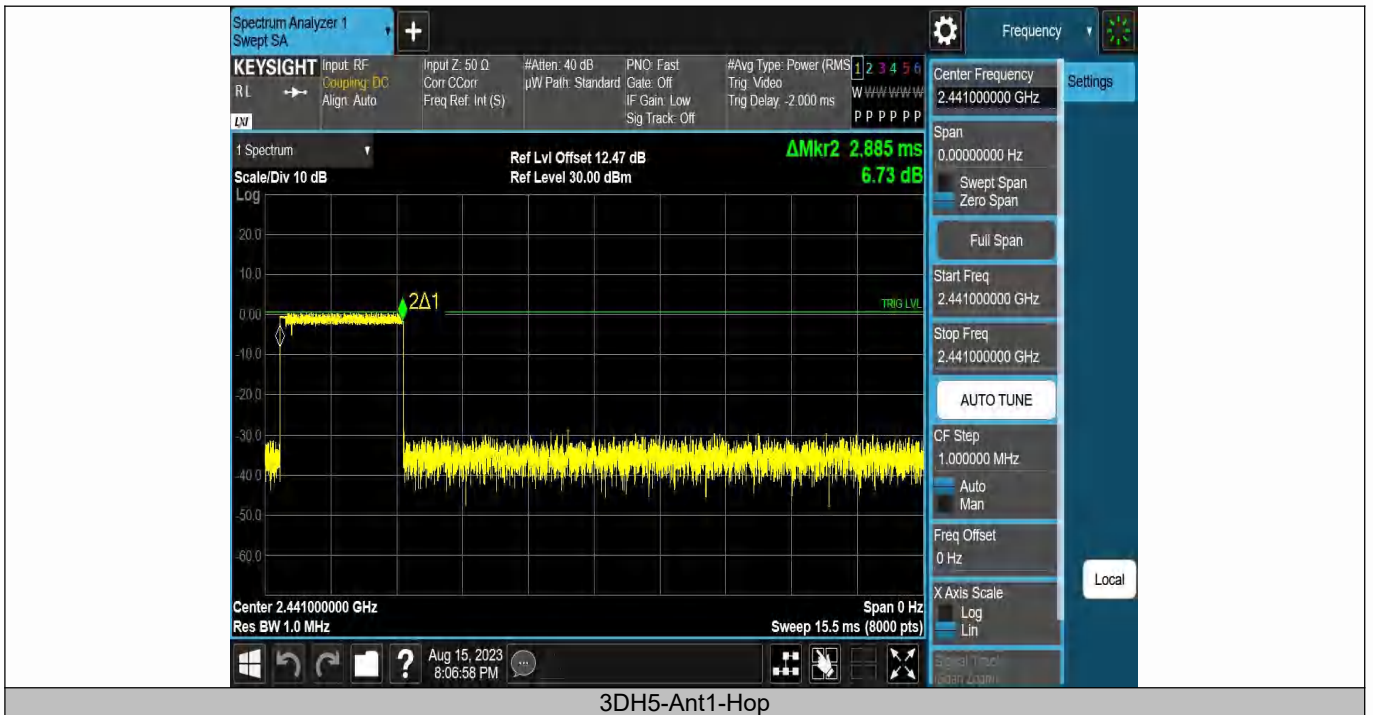 Spectrum Analyzer 1
Swept SA
+
Frequency
KEYSIGHT
R L
LXI
Input: RF
Coupling: DC
Align: Auto
Input Z: 50 Ω
Corr CCorr
Freq Ref: Int (S)
#Atten: 40 dB
µW Path: Standard
PNO: Fast
Gate: Off
IF Gain: Low
Sig Track: Off
#Avg Type: Power (RMS
Trig: Video
Trig Delay: -2.000 ms
1 2 3 4 5 6
W W W W W W
P P P P P P
Center Frequency
2.441000000 GHz
Settings
1 Spectrum
Scale/Div 10 dB
Ref Lvl Offset 12.47 dB
Ref Level 30.00 dBm
ΔMkr2 2.885 ms
6.73 dB
Log
20.0
10.0
0.00
-10.0
-20.0
-30.0
-40.0
-50.0
-60.0
2Δ1
TRIG LVL
Center 2.441000000 GHz
Res BW 1.0 MHz
Span 0 Hz
Sweep 15.5 ms (8000 pts)
Span
0.00000000 Hz
Swept Span
Zero Span
Full Span
Start Freq
2.441000000 GHz
Stop Freq
2.441000000 GHz
AUTO TUNE
CF Step
1.000000 MHz
Auto
Man
Freq Offset
0 Hz
X Axis Scale
Log
Lin
Signal Track
(Span Zoom)
Local
?
Aug 15, 2023
8:06:58 PM
3DH5-Ant1-Hop